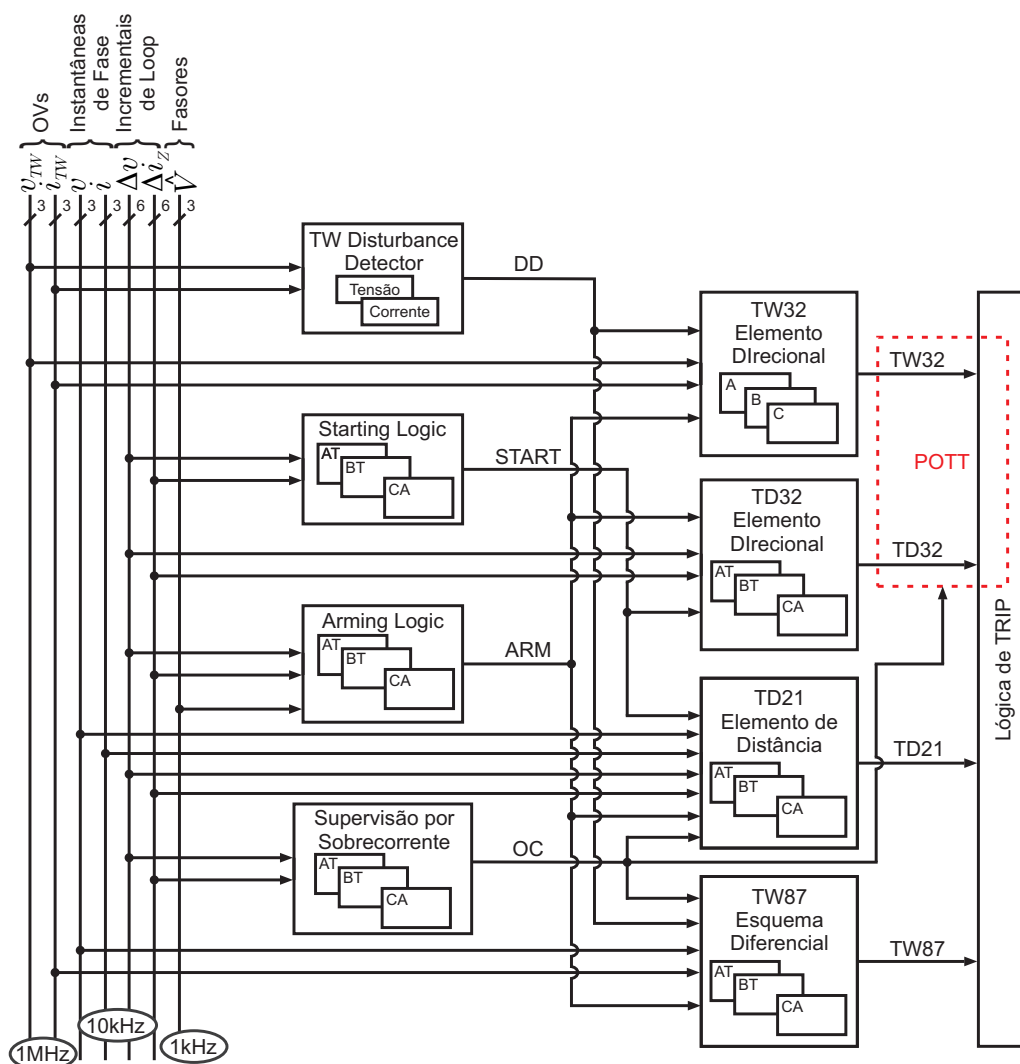 OVs
Instantâneas
de Fase
Incrementais
de Loop
Fasores
v_TW
i_TW
v
i
Δv
Δi_Z
V̂
3
3
3
3
6
6
3
TW Disturbance
Detector
Tensão
Corrente
DD
TW32
Elemento
DIrecional
A
B
C
TW32
Starting Logic
AT
BT
CA
START
POTT
TD32
Elemento
DIrecional
AT
BT
CA
TD32
Arming Logic
AT
BT
CA
ARM
Lógica de TRIP
TD21
Elemento de
Distância
AT
BT
CA
TD21
Supervisão por
Sobrecorrente
AT
BT
CA
OC
TW87
Esquema
Diferencial
AT
BT
CA
TW87
1MHz
10kHz
1kHz